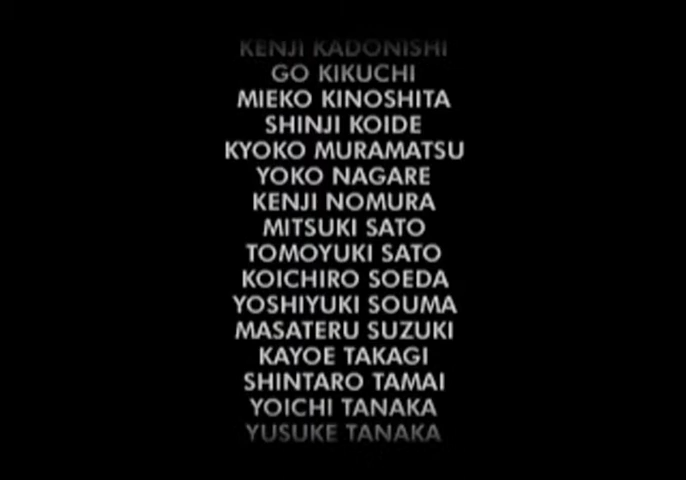 KENJI KADONISHI
GO KIKUCHI
MIEKO KINOSHITA
SHINJI KOIDE
KYOKO MURAMATSU
YOKO NAGARE
KENJI NOMURA
MITSUKI SATO
TOMOYUKI SATO
KOICHIRO SOEDA
YOSHIYUKI SOUMA
MASATERU SUZUKI
KAYOE TAKAGI
SHINTARO TAMAI
YOICHI TANAKA
YUSUKE TANAKA